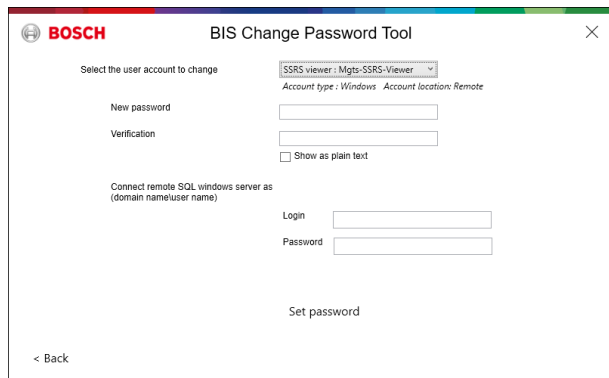 BOSCH
BIS Change Password Tool
Select the user account to change
SSRS viewer : Mgts-SSRS-Viewer
Account type : Windows Account location: Remote
New password
Verification
Show as plain text
Connect remote SQL windows server as
(domain name\user name)
Login
Password
Set password
< Back